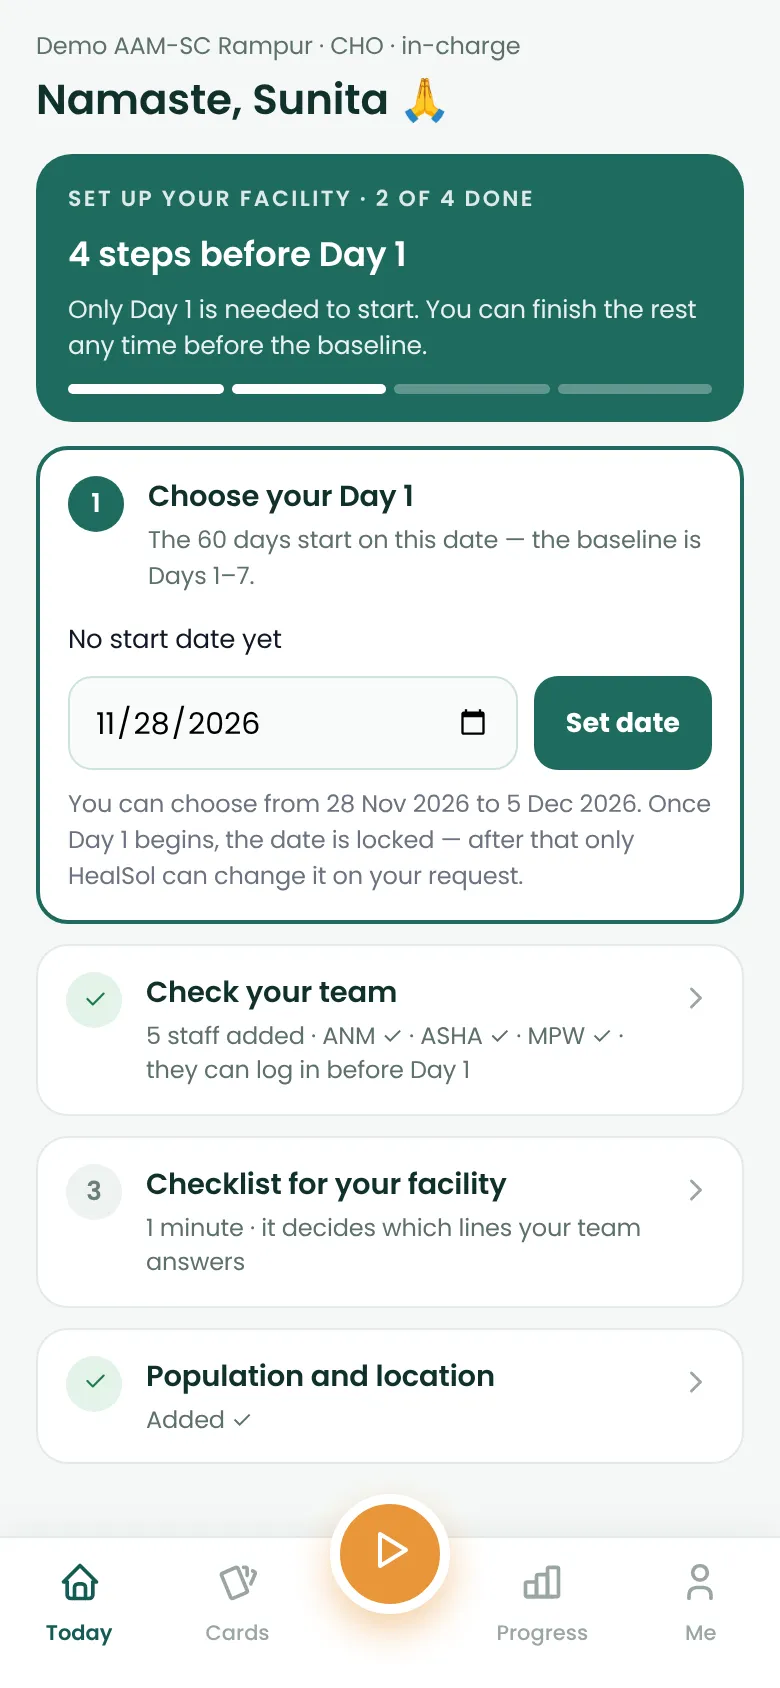 Demo AAM-SC Rampur · CHO · in-charge
Namaste, Sunita 🙏
SET UP YOUR FACILITY · 2 OF 4 DONE
4 steps before Day 1
Only Day 1 is needed to start. You can finish the rest
any time before the baseline.
1
Choose your Day 1
The 60 days start on this date — the baseline is
Days 1–7.
No start date yet
11/28/2026
Set date
You can choose from 28 Nov 2026 to 5 Dec 2026. Once
Day 1 begins, the date is locked — after that only
HealSol can change it on your request.
Check your team
5 staff added · ANM ✓ · ASHA ✓ · MPW ✓ ·
they can log in before Day 1
3
Checklist for your facility
1 minute · it decides which lines your team
answers
Population and location
Added ✓
Today
Cards
Progress
Me